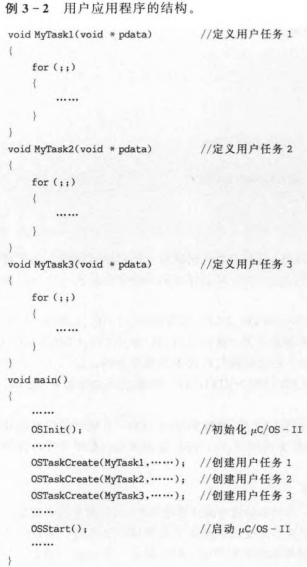 例 3-2 用户应用程序的结构。
void MyTask1(void * pdata) //定义用户任务 1
{
for (;;)
{
……
}
}
void MyTask2(void * pdata) //定义用户任务 2
{
for (;;)
{
……
}
}
void MyTask3(void * pdata) //定义用户任务 3
{
for (;;)
{
……
}
}
void main()
{
……
OSInit(); //初始化 μC/OS-II
……
OSTaskCreate(MyTask1,……); //创建用户任务 1
OSTaskCreate(MyTask2,……); //创建用户任务 2
OSTaskCreate(MyTask3,……); //创建用户任务 3
……
OSStart(); //启动 μC/OS-II
……
}